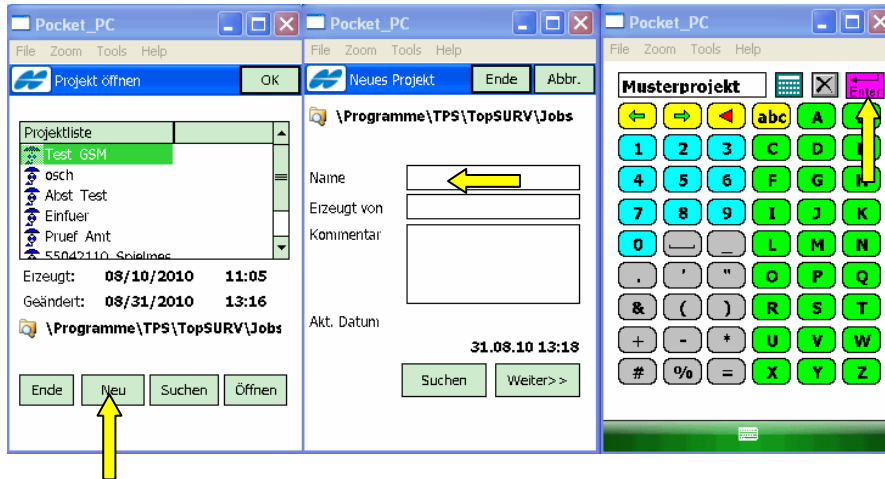 Pocket_PC
File Zoom Tools Help
Projekt öffnen OK
Projektliste
Test GSM
osch
Abst Test
Einfuer
Pruef Amt
55042110 Spielmes
Erzeugt: 08/10/2010 11:05
Geändert: 08/31/2010 13:16
\Programme\TPS\TopSURV\Jobs
Ende Neu Suchen Öffnen
Pocket_PC
File Zoom Tools Help
Neues Projekt Ende Abbr.
\Programme\TPS\TopSURV\Jobs
Name
Erzeugt von
Kommentar
Akt. Datum
31.08.10 13:18
Suchen Weiter>>
Pocket_PC
File Zoom Tools Help
Musterprojekt Enter
abc A
1 2 3 C D
4 5 6 F G H
7 8 9 I J K
0 _ L M N
. ' " O P Q
& ( ) R S T
+ - * U V W
# % = X Y Z